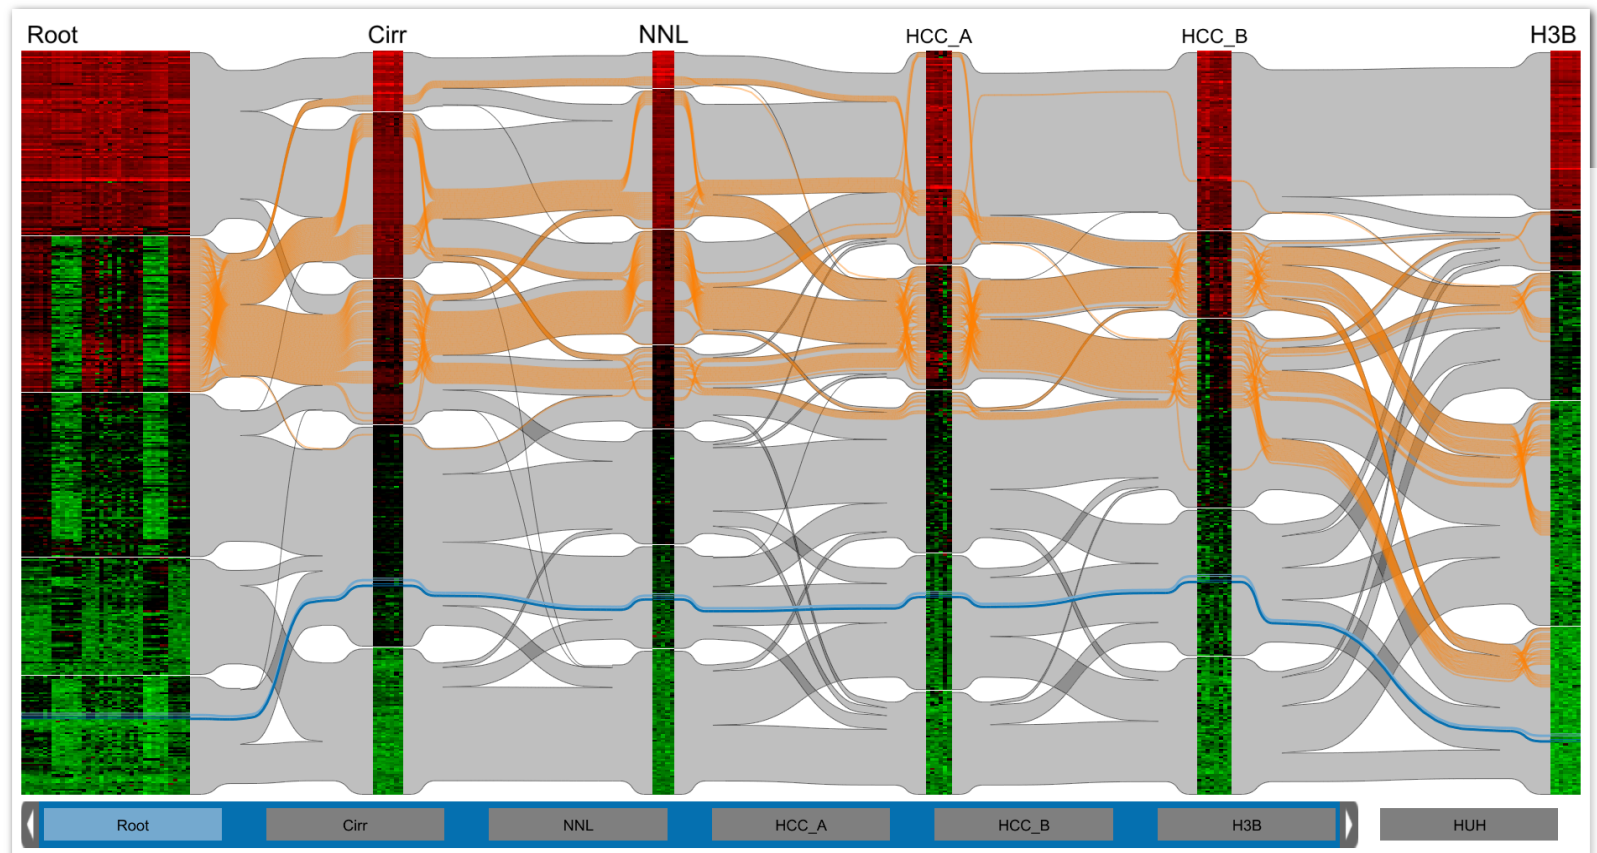 Root Cirr NNL HCC_A HCC_B H3B
Root Cirr NNL HCC_A HCC_B H3B HUH